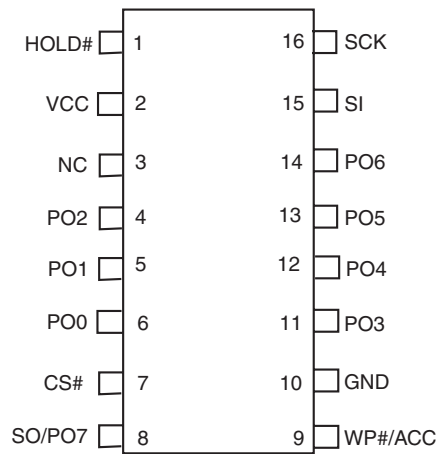 HOLD# 1 16 SCK
VCC 2 15 SI
NC 3 14 PO6
PO2 4 13 PO5
PO1 5 12 PO4
PO0 6 11 PO3
CS# 7 10 GND
SO/PO7 8 9 WP#/ACC